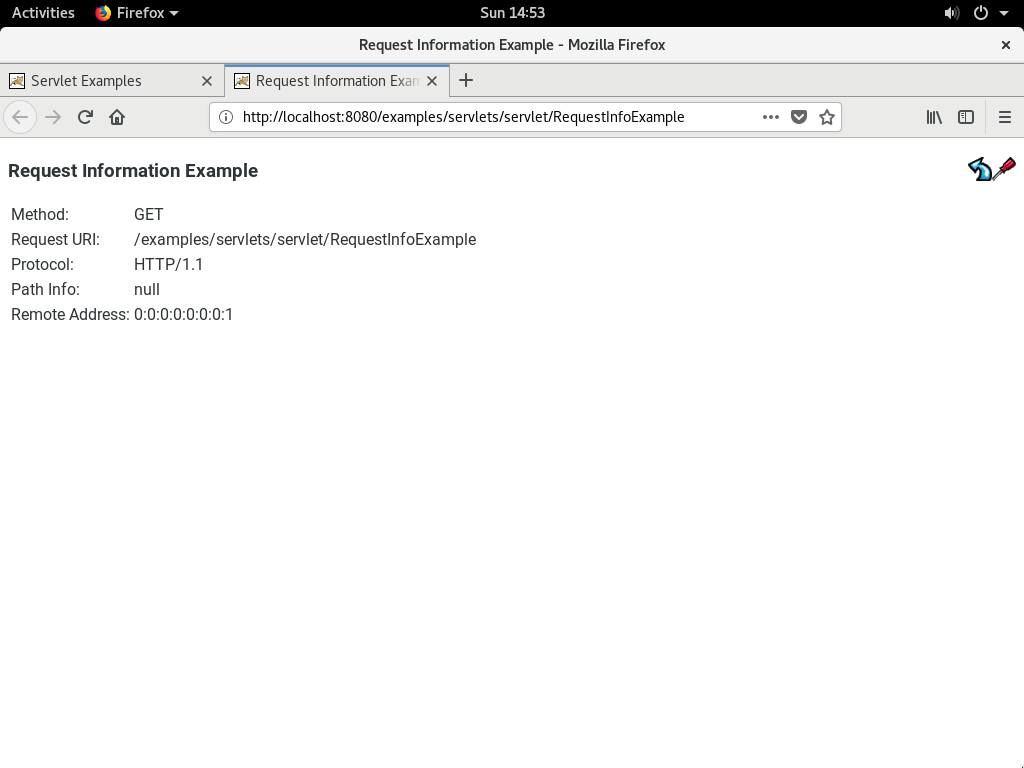 Activities Firefox Sun 14:53
Request Information Example - Mozilla Firefox
Servlet Examples Request Information Exam
http://localhost:8080/examples/servlets/servlet/RequestInfoExample
Request Information Example
Method: GET
Request URI: /examples/servlets/servlet/RequestInfoExample
Protocol: HTTP/1.1
Path Info: null
Remote Address: 0:0:0:0:0:0:0:1